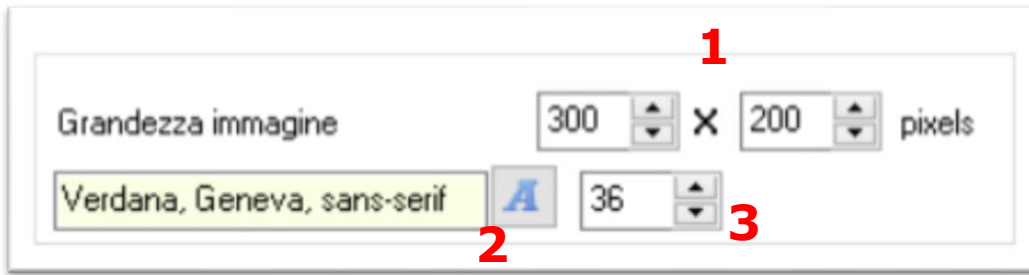 1
Grandezza immagine 300 x 200 pixels
Verdana, Geneva, sans-serif A 36
2 3